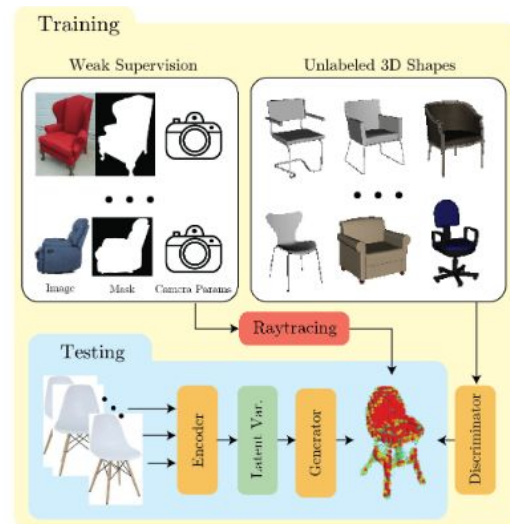 Training
Weak Supervision
Unlabeled 3D Shapes
Image Mask Camera Params
Raytracing
Testing
Encoder
Latent Var.
Generator
Discriminator